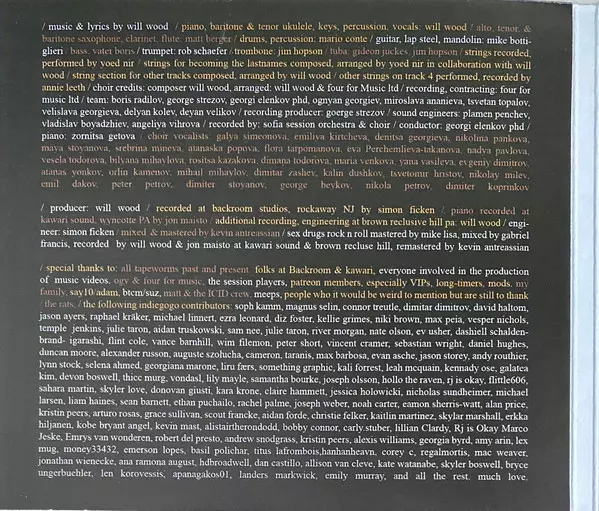 / music & lyrics by will wood / piano, baritone & tenor ukulele, keys, percussion, vocals: will wood / alto, tenor, &
baritone saxophone, clarinet, flute: matt berger / drums, percussion: mario conte / guitar, lap steel, mandolin: mike botti-
glieri / bass, vater boris / trumpet: rob schaefer / trombone: jim hopson / tuba: gideon juckes, jim hopson / strings recorded,
performed by yoed nir / strings for becoming the lastnames composed, arranged by yoed nir in collaboration with will
wood / string section for other tracks composed, arranged by will wood / other strings on track 4 performed, recorded by
annie leeth / choir credits: composer will wood, arranged: will wood & four for Music ltd / recording, contracting: four for
music ltd / team: boris radilov, george strezov, georgi elenkov phd, ognyan georgiev, miroslava ananieva, tsvetan topalov,
velislava georgieva, delyan kolev, deyan velikov / recording producer: goerge strezov / sound engineers: plamen penchev,
vladislav boyadzhiev, angeliya vihrova / recorded by: sofia session orchestra & choir / conductor: georgi elenkov phd /
piano: zornitsa getova / choir vocalists: galya simeonova, emiliya kirtcheva, denitsa georgieva, nikolina pankova,
maya stoyanova, srebrina mineva, atanaska popova, flora tarpomanova, eva Perchemlieva-tnkanova, nadya pavlova,
vesela todorova, bilyana mihaylova, rositsa kazakova, dimana todorova, maria venkova, yana vasileva, evgeniy dimitrov,
atanas yonkov, orlin kamenov, mihail mihaylov, dimitar zashev, kalin dushkov, tsvetomir hristov, nikolay milev,
emil dakov, peter petrov, dimiter stoyanov, george beykov, nikola petrov, dimiter koprinkov
/ producer: will wood / recorded at backroom studios, rockaway NJ by simon ficken / piano recorded at
kawari sound, wyncotte PA by jon maisto / additional recording, engineering at brown reclusive hill pa: will wood / engi-
neer: simon ficken / mixed & mastered by kevin antreassian / sex drugs rock n roll mastered by mike lisa, mixed by gabriel
francis, recorded by will wood & jon maisto at kawari sound & brown recluse hill, remastered by kevin antreassian
/ special thanks to: all tapeworms past and present folks at Backroom & kawari, everyone involved in the production
of music videos. ogv & four for music, the session players, patreon members, especially VIPs, long-timers, mods. my
family, say10/adam, btcm/suz, matt & the ICID crew, meeps, people who it would be weird to mention but are still to thank
/ the rats, / the following indiegogo contributors: soph kamm, magnus selin, connor treutle, dimitar dimitrov, david haltom,
jason ayers, raphael kräker, michael linnert, ezra leonard, diz foster, kellie grimes, niki brown, max peia, vesper nichols,
temple jenkins, julie taron, aidan truskowski, sam nee, julie taron, river morgan, nate olson, ev usher, dashiell schalden-
brand- igarashi, flint cole, vance barnhill, wim filemon, peter short, vincent cramer, sebastian wright, daniel hughes,
duncan moore, alexander russon, auguste szolucha, cameron, taranis, max barbosa, evan asche, jason storey, andy routhier,
lynn stock, selena ahmed, georgiana marone, liru færs, something graphic, kali forrest, leah mcquain, kennady ose, galatea
kim, devon boswell, thicc murg, vondasl, lily mayle, samantha bourke, joseph olsson, hollo the raven, rj is okay, flittle606,
sahara martin, skyler love, donovan giusti, kara krone, claire hammett, jessica holowicki, nicholas sundheimer, michael
larsen, liam haines, sean barnett, ethan puchailo, rachel palme, joseph weber, noah carter, eamon sherris-watt, alan price,
kristin peers, arturo rosas, grace sullivan, scout francke, aidan forde, christie felker, kaitlin martinez, skylar marshall, erkka
hiljanen, kobe bryant angel, kevin mast, alistairtherondodd, bobby connor, carly.stuber, lillian Clardy, Rj is Okay Marco
Jeske, Emrys van wonderen, robert del presto, andrew snodgrass, kristin peers, alexis williams, georgia byrd, amy arin, lex
mug, money33432, emerson lopes, basil polichar, titus lafrombois,hanhanheavn. corey c, regalmortis, mac weaver,
jonathan wienecke, ana ramona august, hdbroadwell, dan castillo, allison van cleve, kate watanabe, skyler boswell, bryce
ungerbuehler, len korovessis, apanagakos01, landers markwick, emily murray, and all the rest. much love.